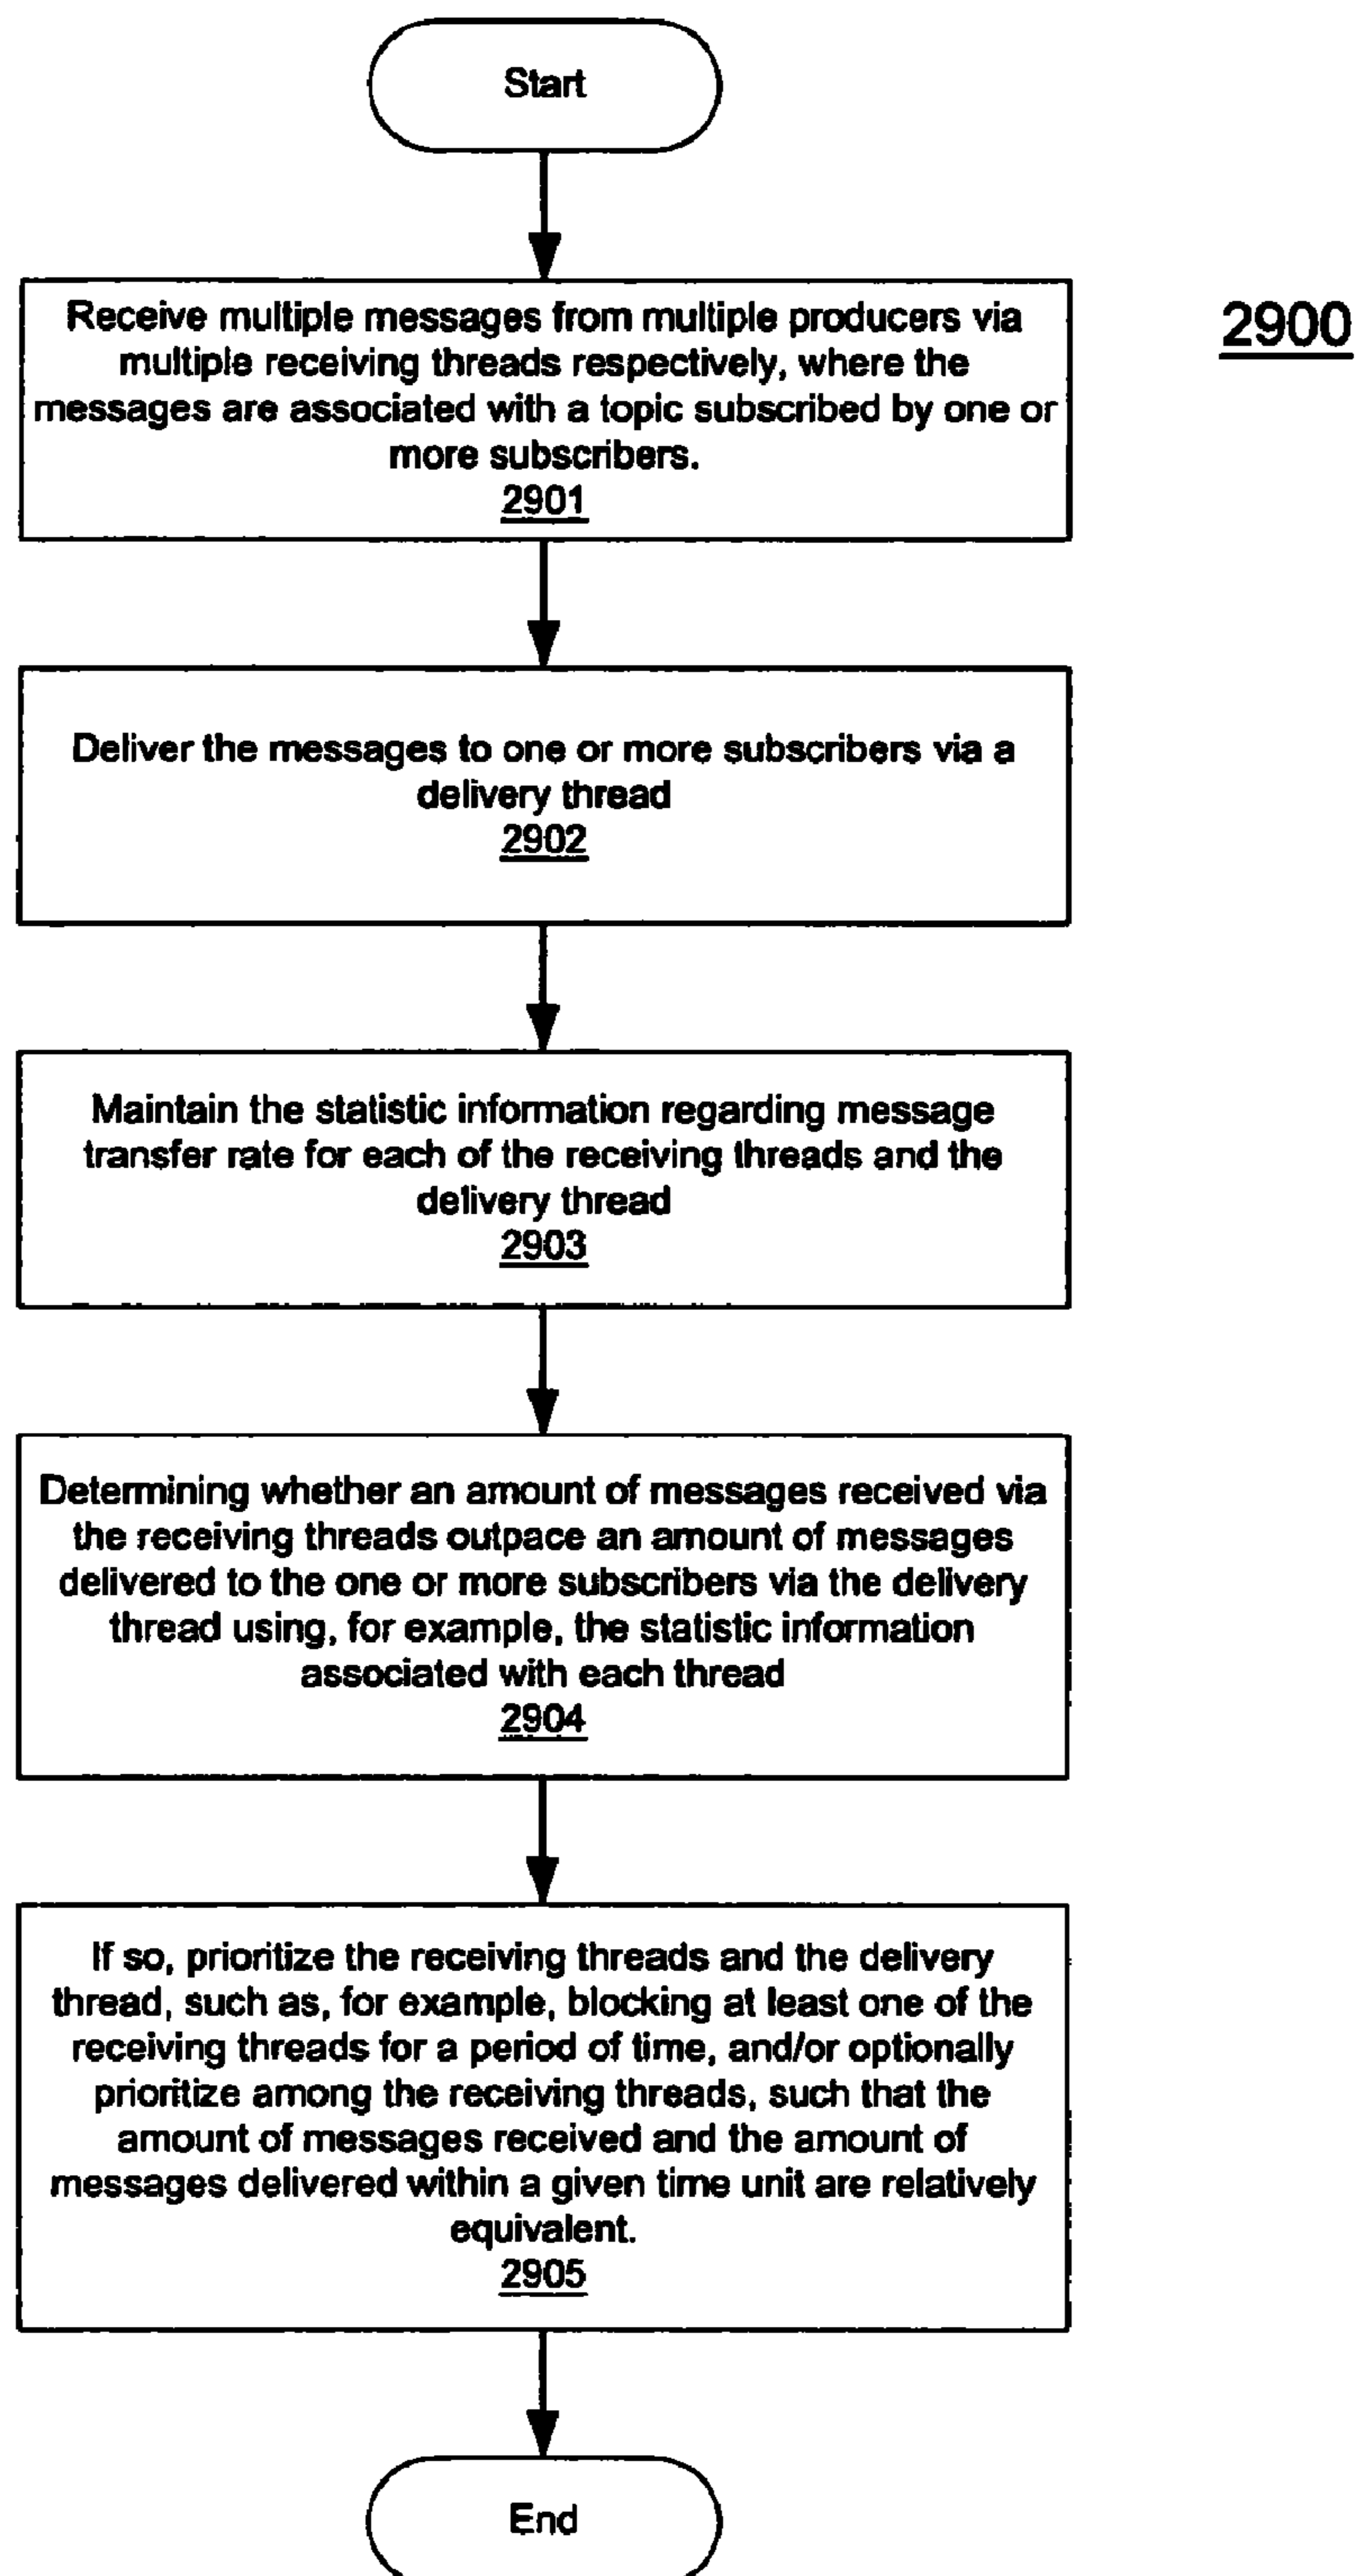 Start
2900
Receive multiple messages from multiple producers via
multiple receiving threads respectively, where the
messages are associated with a topic subscribed by one or
more subscribers.
2901
Deliver the messages to one or more subscribers via a
delivery thread
2902
Maintain the statistic information regarding message
transfer rate for each of the receiving threads and the
delivery thread
2903
Determining whether an amount of messages received via
the receiving threads outpace an amount of messages
delivered to the one or more subscribers via the delivery
thread using, for example, the statistic information
associated with each thread
2904
If so, prioritize the receiving threads and the delivery
thread, such as, for example, blocking at least one of the
receiving threads for a period of time, and/or optionally
prioritize among the receiving threads, such that the
amount of messages received and the amount of
messages delivered within a given time unit are relatively
equivalent.
2905
End